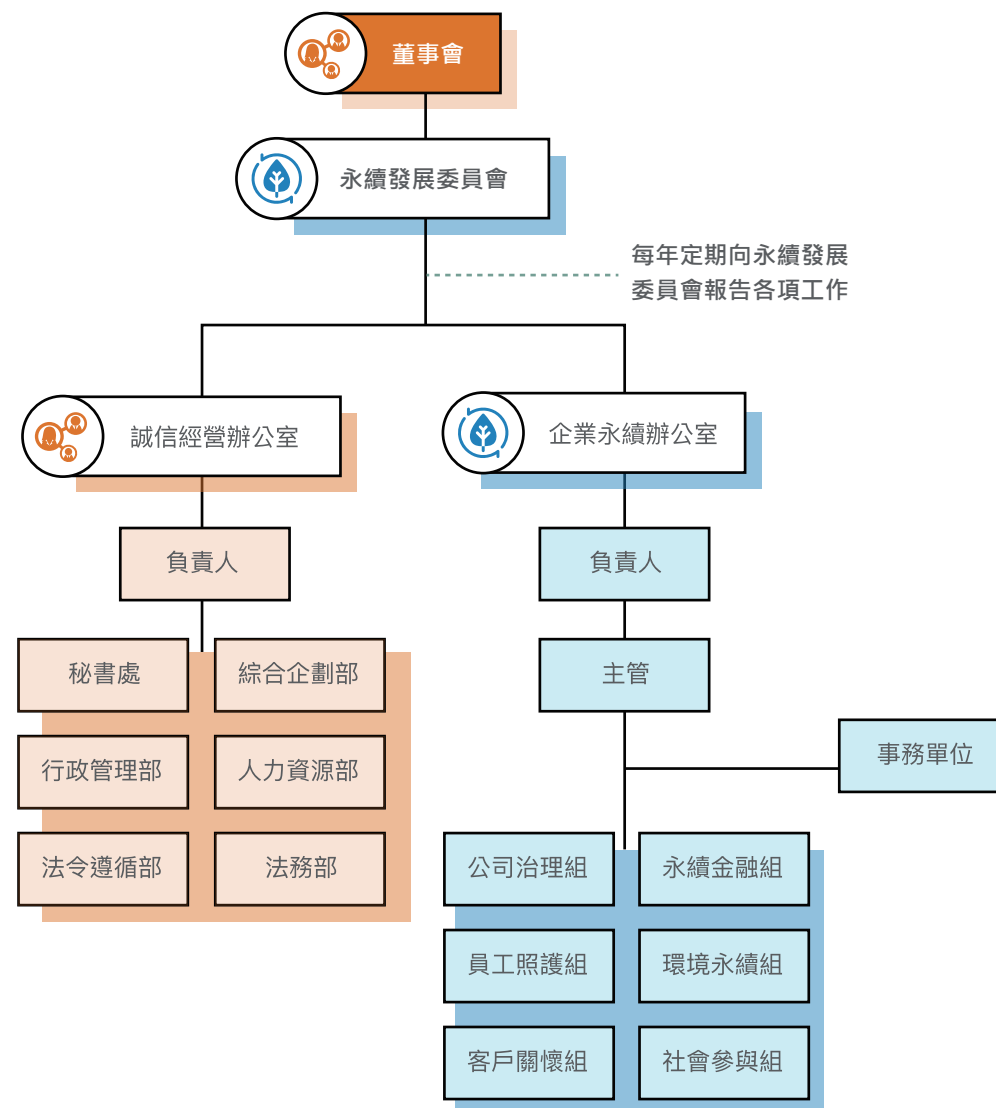 董事會
永續發展委員會
每年定期向永續發展
委員會報告各項工作
誠信經營辦公室
企業永續辦公室
負責人
負責人
秘書處
綜合企劃部
主管
行政管理部
人力資源部
事務單位
法令遵循部
法務部
公司治理組
永續金融組
員工照護組
環境永續組
客戶關懷組
社會參與組